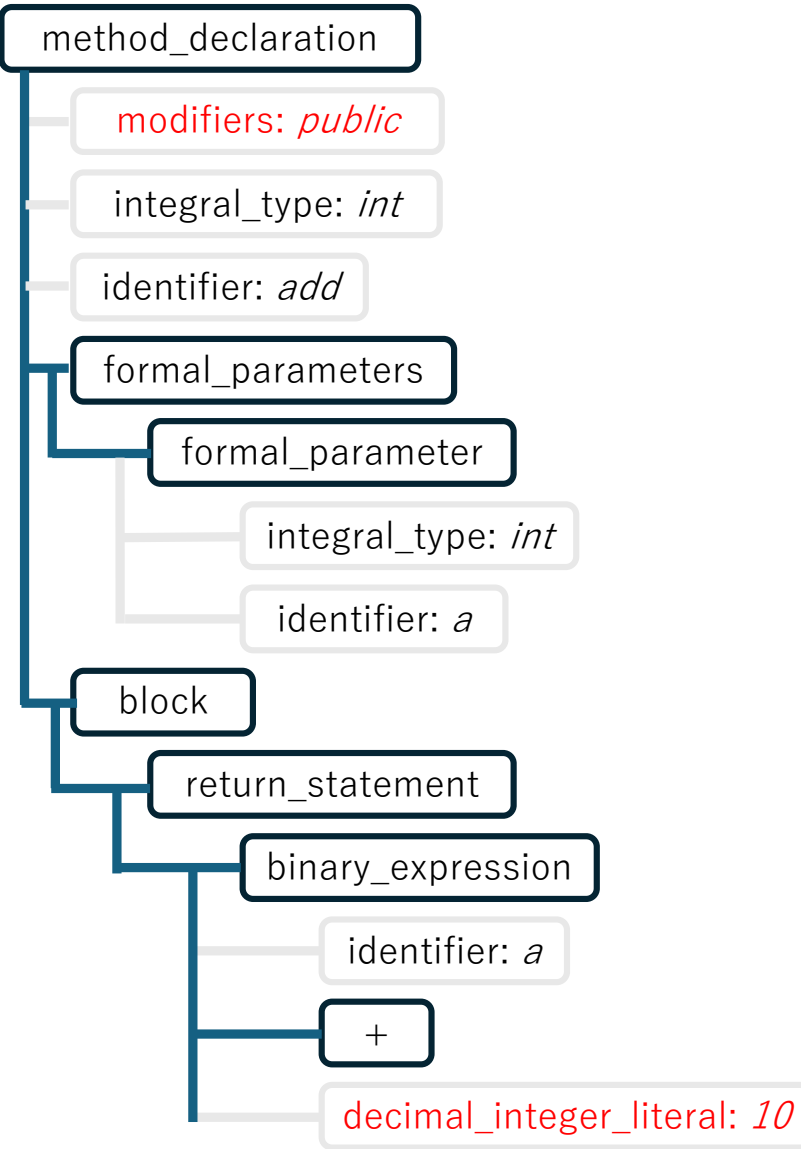 method_declaration
modifiers: public
integral_type: int
identifier: add
formal_parameters
formal_parameter
integral_type: int
identifier: a
block
return_statement
binary_expression
identifier: a
+
decimal_integer_literal: 10